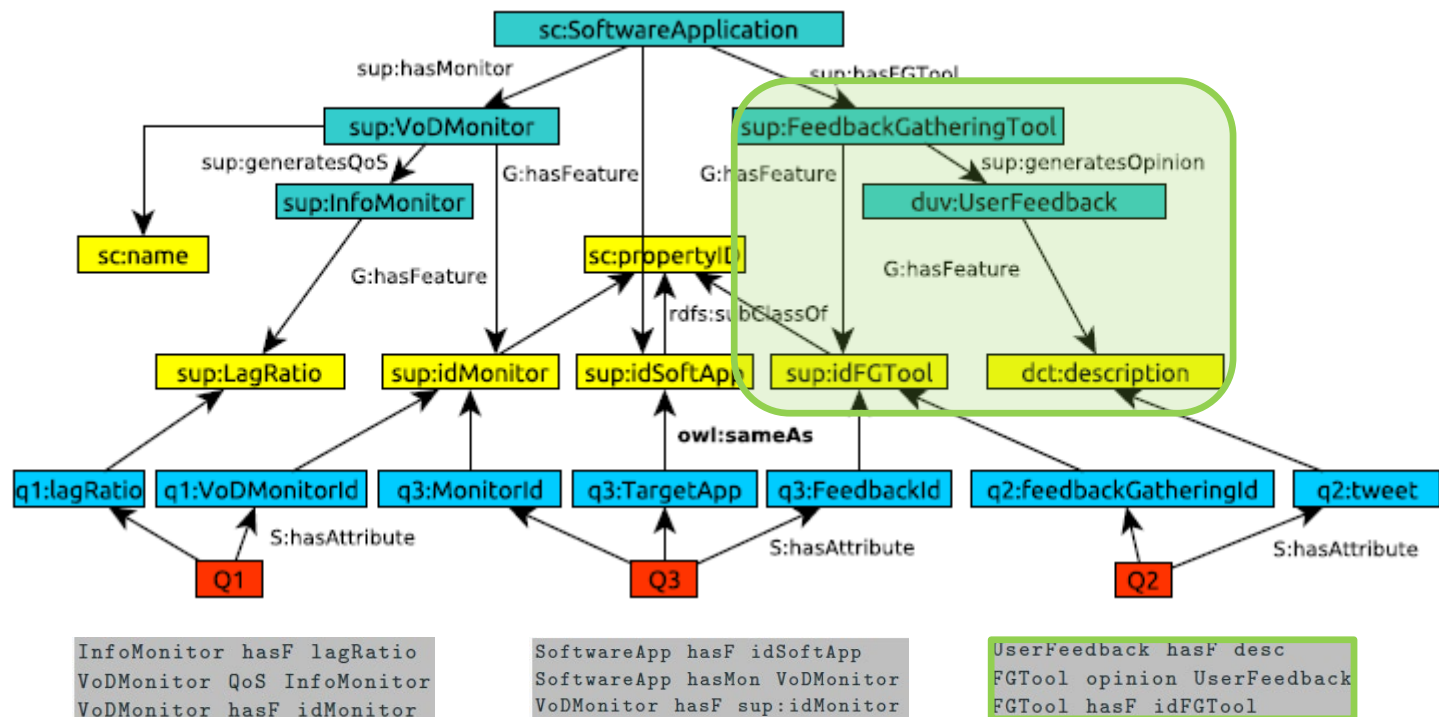 sc:SoftwareApplication
sup:hasMonitor
sup:hasFGTool
sup:VoDMonitor
sup:FeedbackGatheringTool
sup:generatesQoS
G:hasFeature
G:hasFeature
sup:generatesOpinion
sup:InfoMonitor
duv:UserFeedback
sc:name
sc:propertyID
G:hasFeature
G:hasFeature
rdfs:subClassOf
sup:LagRatio
sup:idMonitor
sup:idSoftApp
sup:idFGTool
dct:description
owl:sameAs
q1:lagRatio
q1:VoDMonitorId
q3:MonitorId
q3:TargetApp
q3:FeedbackId
q2:feedbackGatheringId
q2:tweet
S:hasAttribute
S:hasAttribute
S:hasAttribute
Q1
Q3
Q2
InfoMonitor hasF lagRatio
VoDMonitor QoS InfoMonitor
VoDMonitor hasF idMonitor
SoftwareApp hasF idSoftApp
SoftwareApp hasMon VoDMonitor
VoDMonitor hasF sup:idMonitor
UserFeedback hasF desc
FGTool opinion UserFeedback
FGTool hasF idFGTool